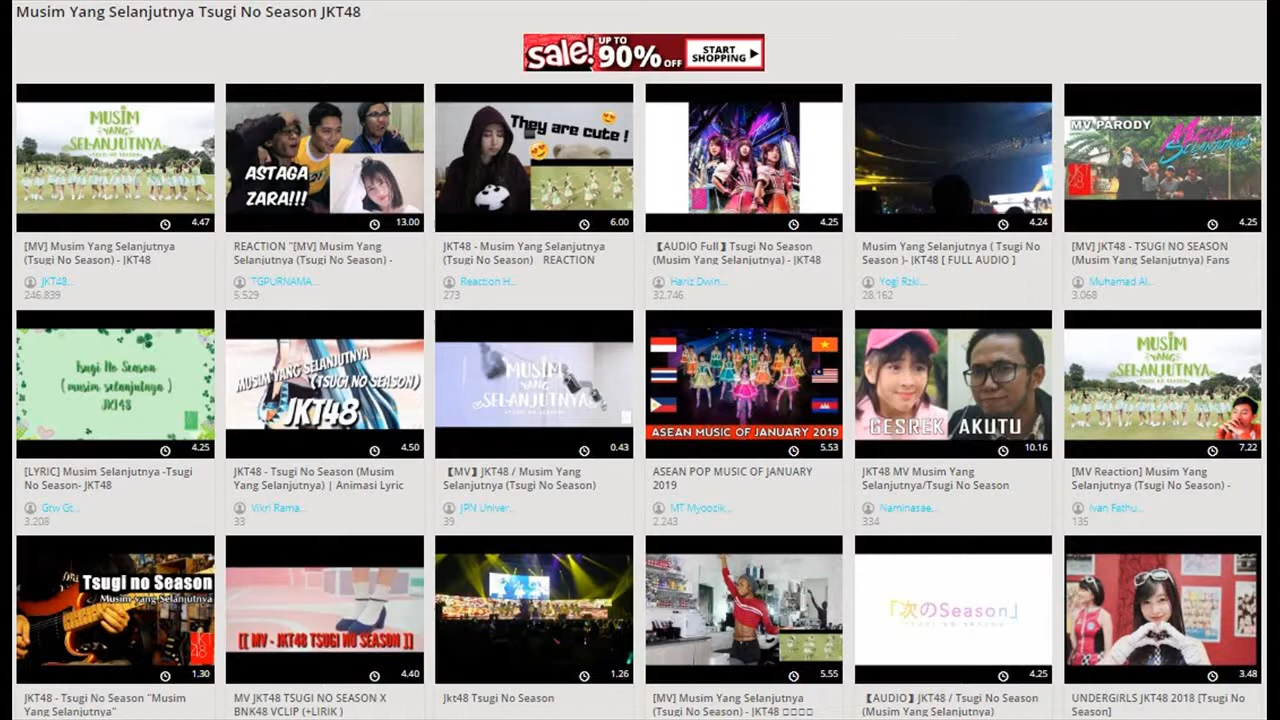 Musim Yang Selanjutnya Tsugi No Season JKT48
sale! UP TO 90% OFF START SHOPPING
MUSIM
YANG
SELANJUTNYA
4.47
ASTAGA
ZARA!!!
13.00
They are cute !
6.00
4.25
4.24
MV PARODY
4.25
[MV] Musim Yang Selanjutnya
(Tsugi No Season) - JKT48
JKT48...
246.839
REACTION "[MV] Musim Yang
Selanjutnya (Tsugi No Season) -
TGPURNAMA...
5.529
JKT48 - Musim Yang Selanjutnya
(Tsugi No Season) REACTION
Reaction H...
273
【AUDIO Full】Tsugi No Season
(Musim Yang Selanjutnya) - JKT48
Hariz Dwin...
32.746
Musim Yang Selanjutnya ( Tsugi No
Season )- JKT48 [ FULL AUDIO ]
Yogi Rzki...
28.162
[MV] JKT48 - TSUGI NO SEASON
(Musim Yang Selanjutnya) Fans
Muhamad Al...
3.068
Tsugi No Season
( musim selanjutnya )
JKT48
4.25
MUSIM YANG SELANJUTNYA
(TSUGI NO SEASON)
JKT48
4.50
MUSIM
YANG
SELANJUTNYA
0.43
ASEAN MUSIC OF JANUARY 2019
5.53
GESREK AKUTU
10.16
MUSIM
YANG
SELANJUTNYA
7.22
[LYRIC] Musim Selanjutnya -Tsugi
No Season- JKT48
Gtw Gt...
3.208
JKT48 - Tsugi No Season (Musim
Yang Selanjutnya) | Animasi Lyric
Vikri Rama...
33
【MV】JKT48 / Musim Yang
Selanjutnya (Tsugi No Season)
JPN Univer...
39
ASEAN POP MUSIC OF JANUARY
2019
MT Myoozik...
2.243
JKT48 MV Musim Yang
Selanjutnya/Tsugi No Season
Naminasae...
334
[MV Reaction] Musim Yang
Selanjutnya (Tsugi No Season) -
Ivan Fathu...
135
Tsugi no Season
c/ Musim yang Selanjutnya
1.30
[[ MV - JKT48 TSUGI NO SEASON ]]
4.40
1.26
5.55
「次のSeason」
TSUGI NO SEASON
4.25
3.48
JKT48 - Tsugi No Season "Musim
Yang Selanjutnya"
MV JKT48 TSUGI NO SEASON X
BNK48 VCLIP (+LIRIK )
Jkt48 Tsugi No Season
[MV] Musim Yang Selanjutnya
(Tsugi No Season) - JKT48 □□□□
【AUDIO】JKT48 / Tsugi No Season
(Musim Yang Selanjutnya)
UNDERGIRLS JKT48 2018 [Tsugi No
Season]